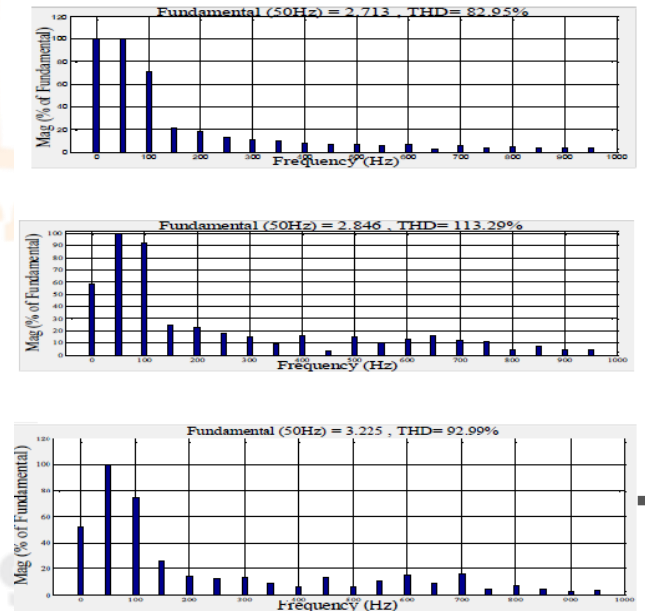 Fundamental (50Hz) = 2.713 , THD= 82.95%
Mag (% of Fundamental)
120
100
80
60
40
20
0
0 100 200 300 400 500 600 700 800 900 1000
Frequency (Hz)
Fundamental (50Hz) = 2.846 , THD= 113.29%
Mag (% of Fundamental)
100
90
80
70
60
50
40
30
20
10
0
0 100 200 300 400 500 600 700 800 900 1000
Frequency (Hz)
Fundamental (50Hz) = 3.225 , THD= 92.99%
Mag (% of Fundamental)
120
100
80
60
40
20
0
0 100 200 300 400 500 600 700 800 900 1000
Frequency (Hz)